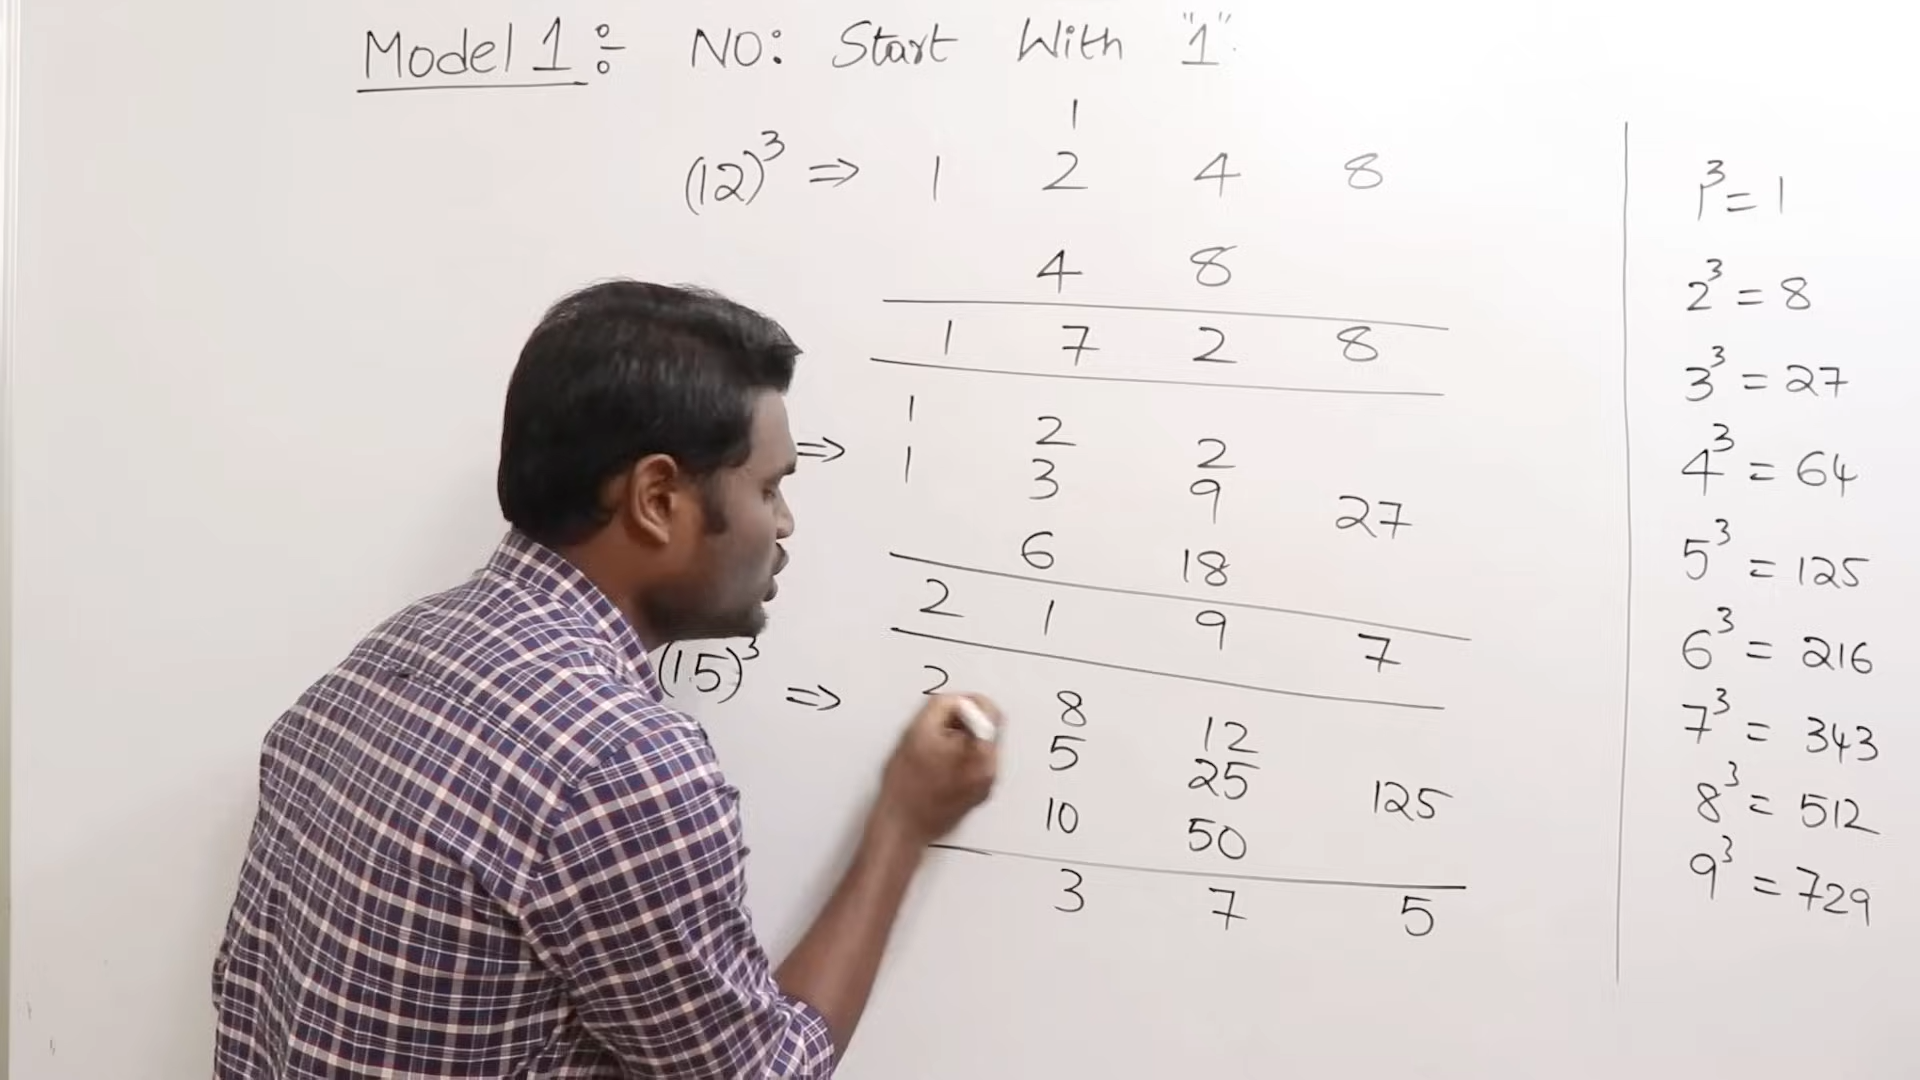 Model 1 ÷ NO: Start With "1".
1
(12)³ ⇒ 1 2 4 8
4 8
1 7 2 8
1 2 2
⇒ 1 3 9 27
6 18
2 1 9 7
(15)³ ⇒ 2 8 12
5 25 125
10 50
3 7 5
1³ = 1
2³ = 8
3³ = 27
4³ = 64
5³ = 125
6³ = 216
7³ = 343
8³ = 512
9³ = 729